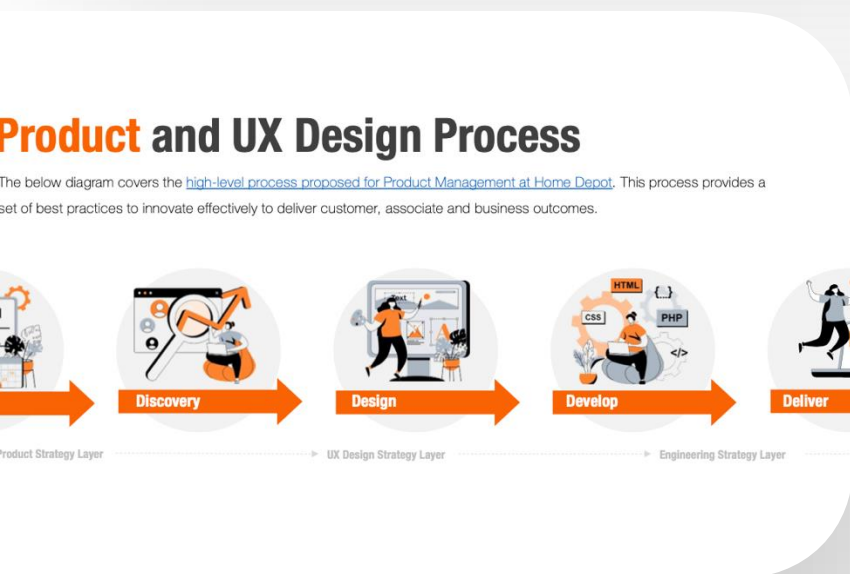 Product and UX Design Process
The below diagram covers the high-level process proposed for Product Management at Home Depot. This process provides a
set of best practices to innovate effectively to deliver customer, associate and business outcomes.
Text
HTML
{..}
CSS
PHP
</>
Discovery
Design
Develop
Deliver
Product Strategy Layer
UX Design Strategy Layer
Engineering Strategy Layer